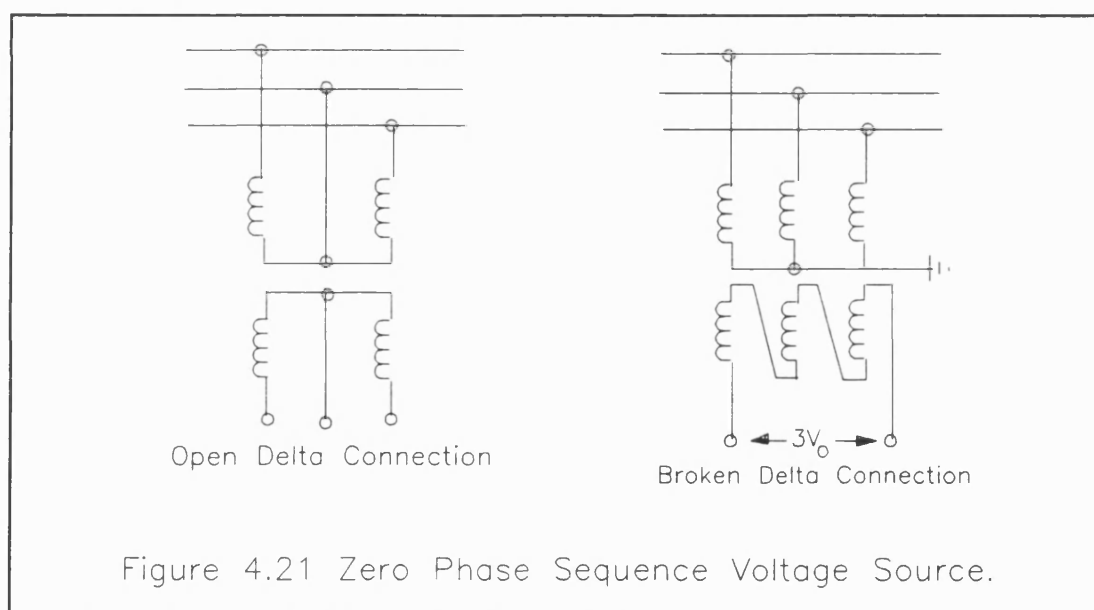 Open Delta Connection
3V₀
Broken Delta Connection
Figure 4.21 Zero Phase Sequence Voltage Source.